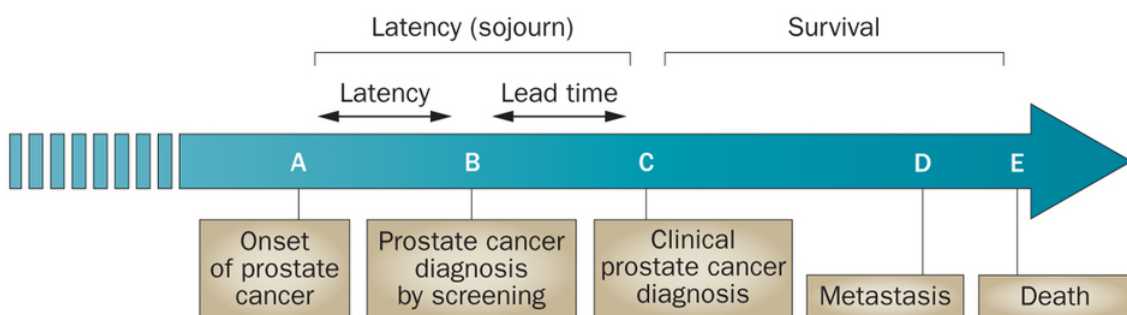 Latency (sojourn)
Survival
Latency
Lead time
A
B
C
D
E
Onset
of prostate
cancer
Prostate cancer
diagnosis
by screening
Clinical
prostate cancer
diagnosis
Metastasis
Death